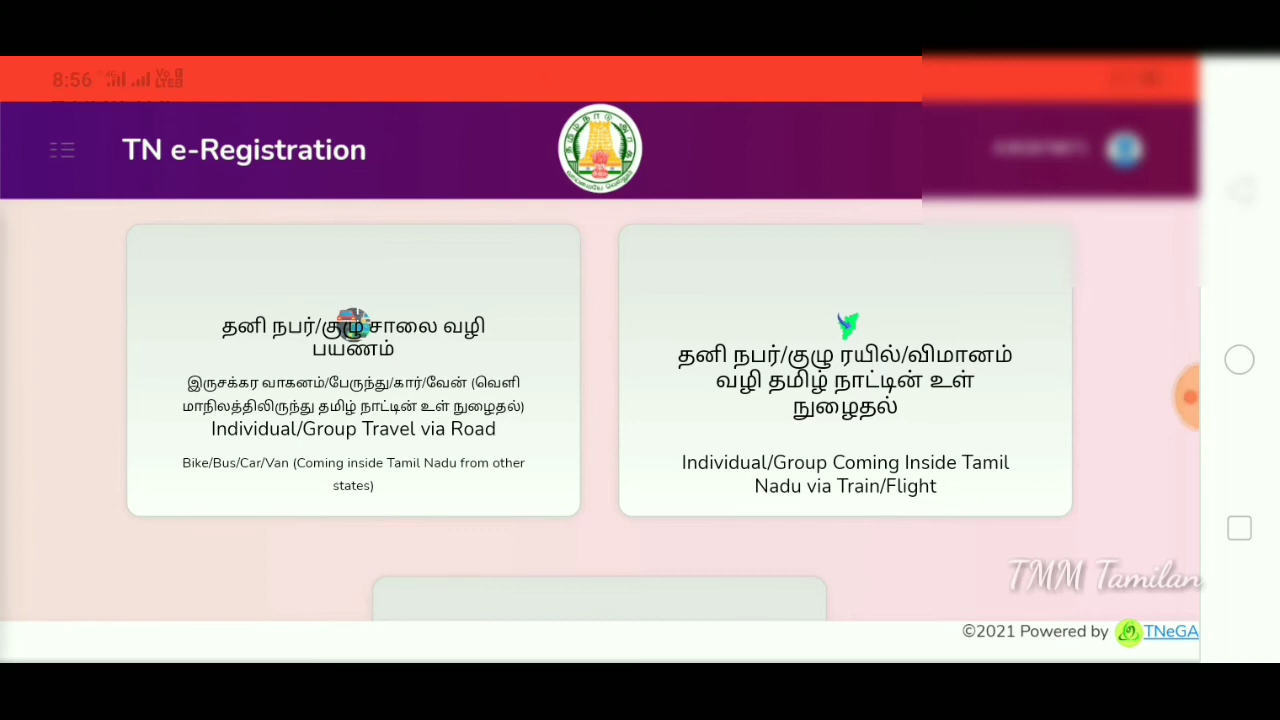 8:56
TN e-Registration
தனி நபர்/குழு சாலை வழி
பயணம்
இருசக்கர வாகனம்/பேருந்து/கார்/வேன் (வெளி
மாநிலத்திலிருந்து தமிழ் நாட்டின் உள் நுழைதல்)
Individual/Group Travel via Road
Bike/Bus/Car/Van (Coming inside Tamil Nadu from other
states)
தனி நபர்/குழு ரயில்/விமானம்
வழி தமிழ் நாட்டின் உள்
நுழைதல்
Individual/Group Coming Inside Tamil
Nadu via Train/Flight
TMM Tamilan
©2021 Powered by TNeGA